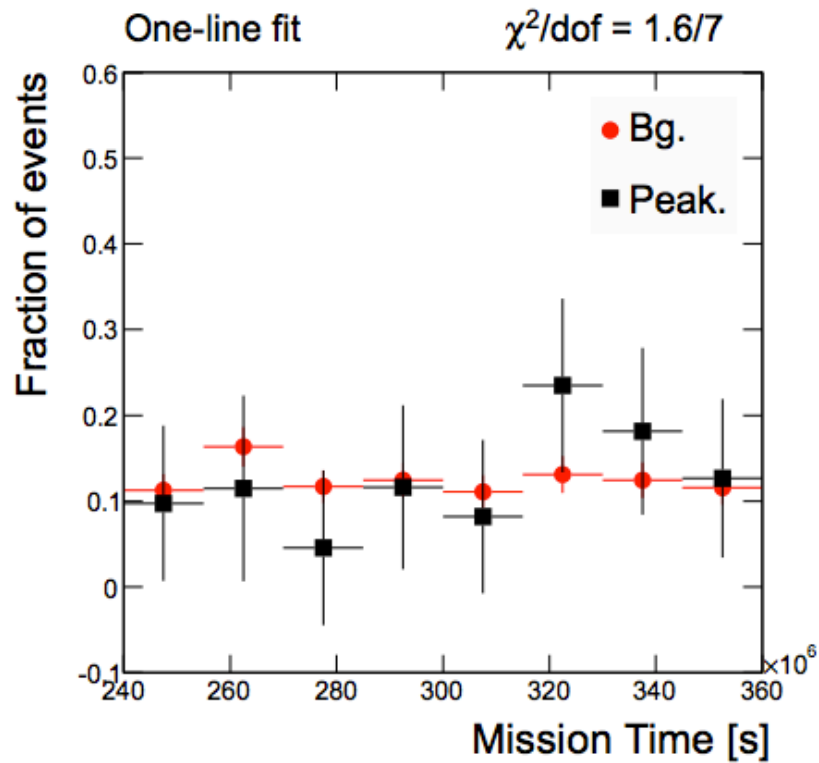 One-line fit
χ²/dof = 1.6/7
Fraction of events
0.6
0.5
0.4
0.3
0.2
0.1
0
-0.1
Bg.
Peak.
240 260 280 300 320 340 360
×10⁶
Mission Time [s]